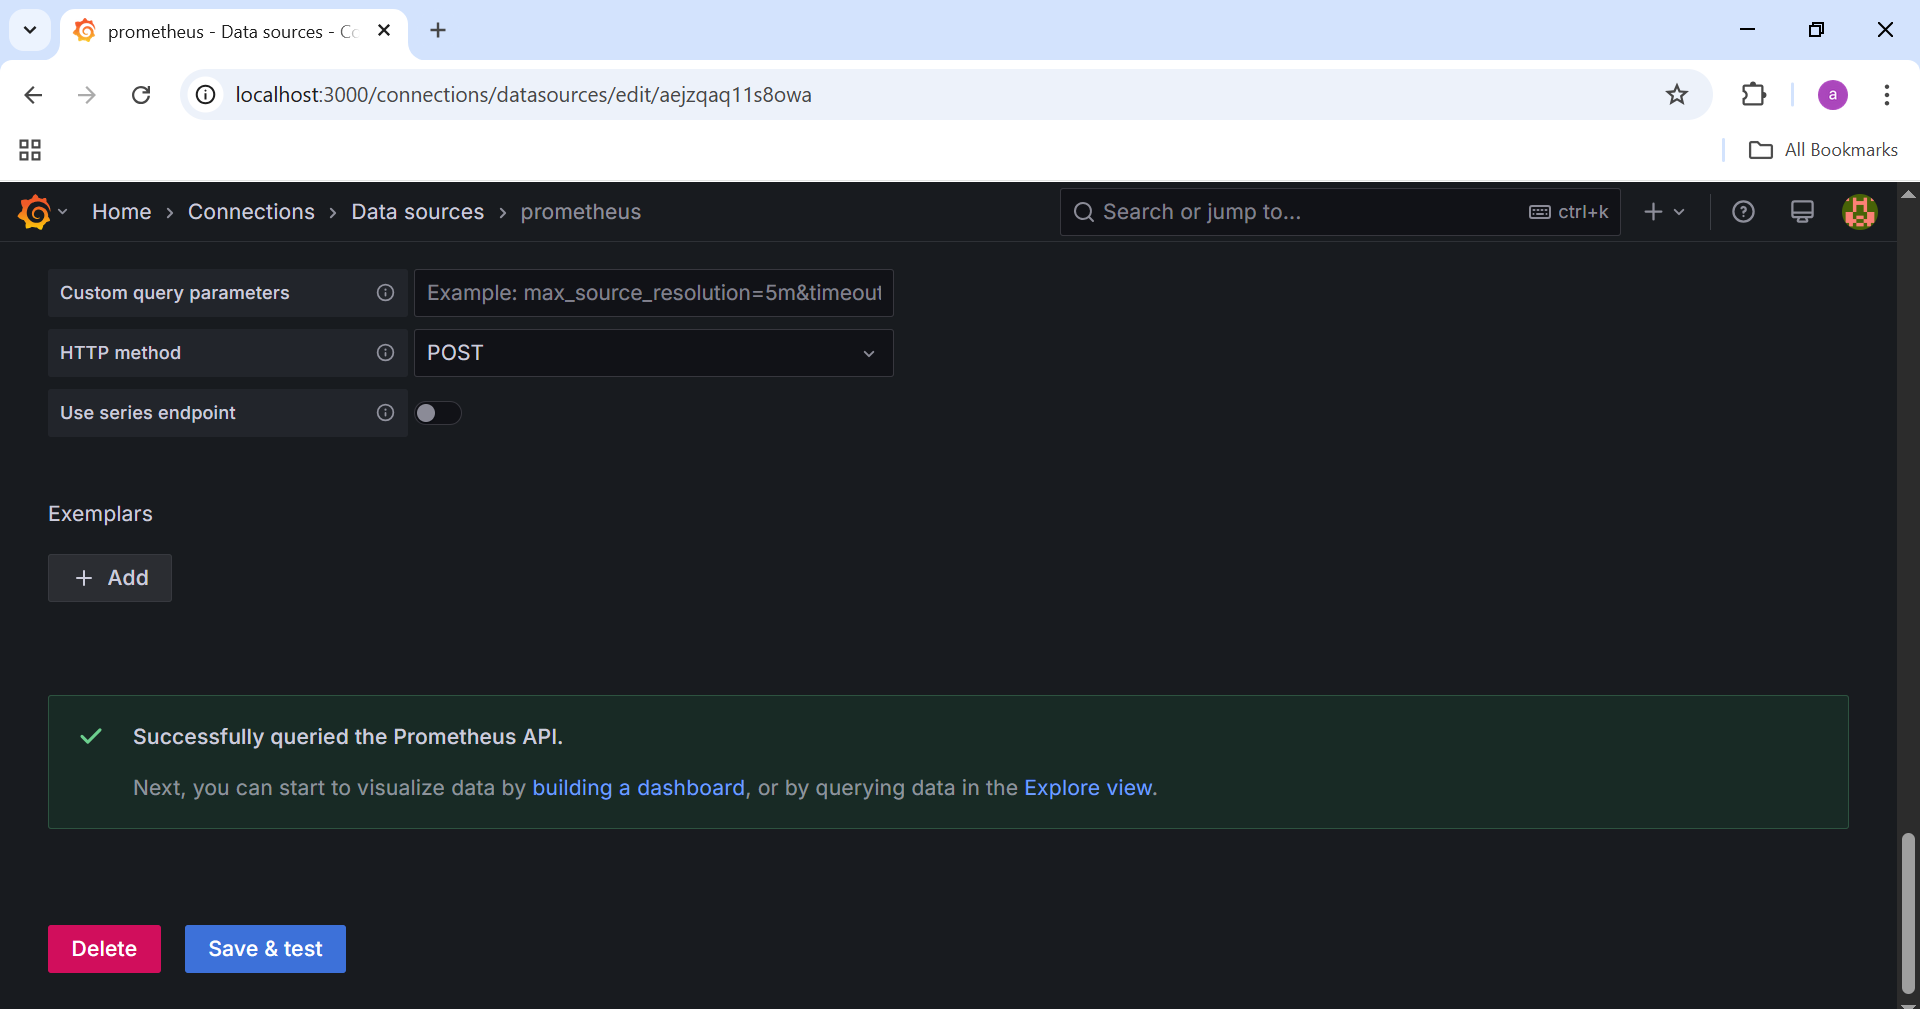 prometheus - Data sources - Co
localhost:3000/connections/datasources/edit/aejzqaq11s8owa
a
All Bookmarks
Home › Connections › Data sources › prometheus
Search or jump to...
ctrl+k
Custom query parameters
Example: max_source_resolution=5m&timeout
HTTP method
POST
Use series endpoint
Exemplars
+ Add
Successfully queried the Prometheus API.
Next, you can start to visualize data by building a dashboard, or by querying data in the Explore view.
Delete
Save & test